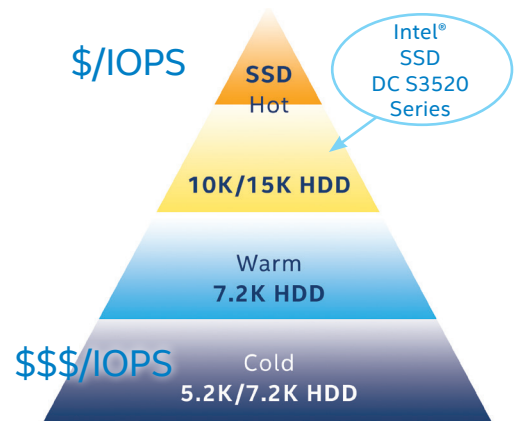 $/IOPS
SSD
Hot
Intel®
SSD
DC S3520
Series
10K/15K HDD
Warm
7.2K HDD
$$$/IOPS
Cold
5.2K/7.2K HDD